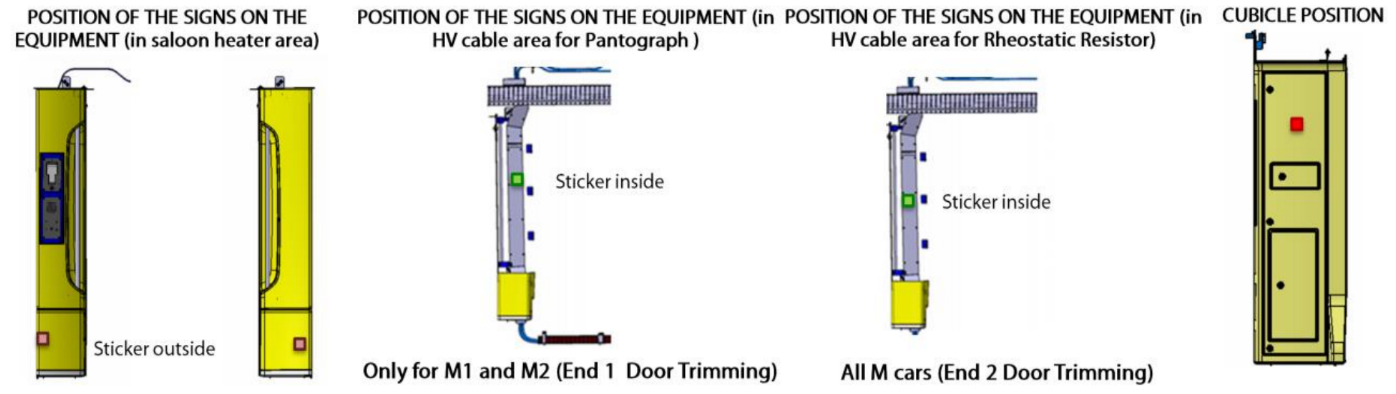 POSITION OF THE SIGNS ON THE
EQUIPMENT (in saloon heater area)
Sticker outside
POSITION OF THE SIGNS ON THE EQUIPMENT (in
HV cable area for Pantograph )
Sticker inside
Only for M1 and M2 (End 1 Door Trimming)
POSITION OF THE SIGNS ON THE EQUIPMENT (in
HV cable area for Rheostatic Resistor)
Sticker inside
All M cars (End 2 Door Trimming)
CUBICLE POSITION